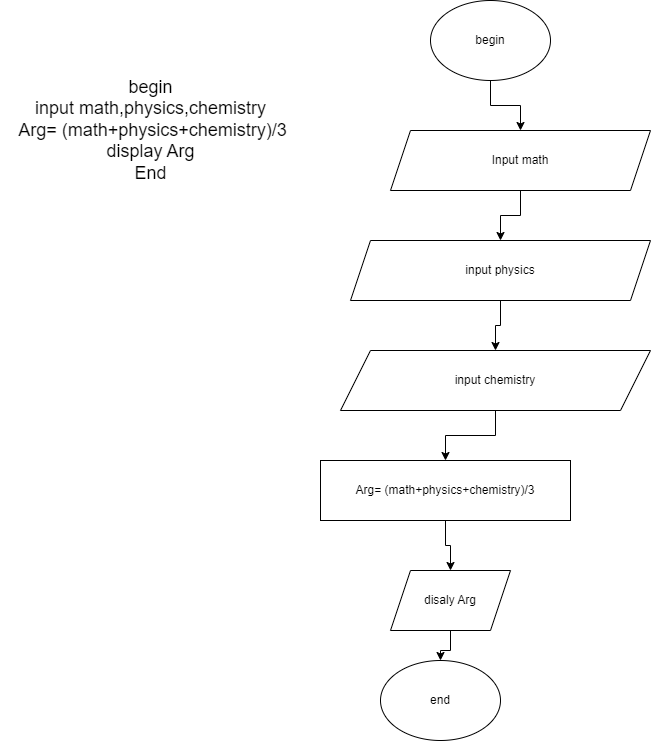 begin
input math,physics,chemistry
Arg= (math+physics+chemistry)/3
display Arg
End
begin
Input math
input physics
input chemistry
Arg= (math+physics+chemistry)/3
disaly Arg
end